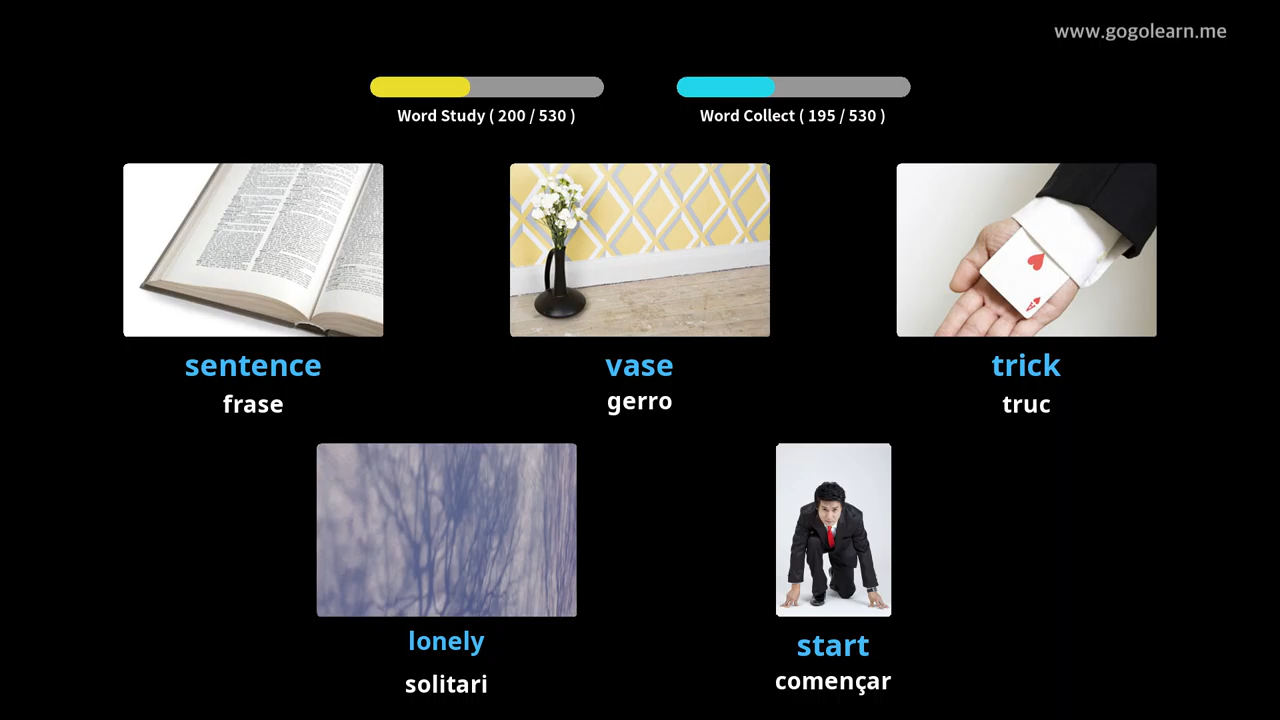 www.gogolearn.me
Word Study ( 200 / 530 )
Word Collect ( 195 / 530 )
sentence
frase
vase
gerro
trick
truc
lonely
solitari
start
començar